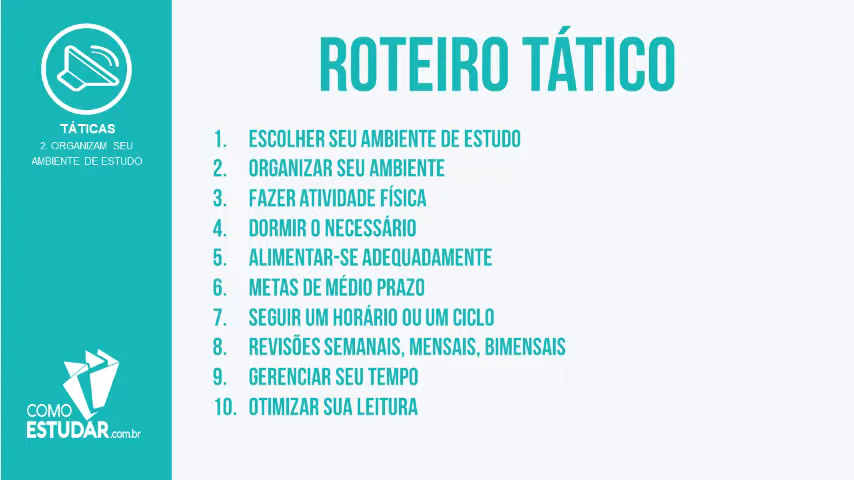 TÁTICAS
2. ORGANIZAM SEU
AMBIENTE DE ESTUDO
COMO
ESTUDAR.com.br
ROTEIRO TÁTICO
1. ESCOLHER SEU AMBIENTE DE ESTUDO
2. ORGANIZAR SEU AMBIENTE
3. FAZER ATIVIDADE FÍSICA
4. DORMIR O NECESSÁRIO
5. ALIMENTAR-SE ADEQUADAMENTE
6. METAS DE MÉDIO PRAZO
7. SEGUIR UM HORÁRIO OU UM CICLO
8. REVISÕES SEMANAIS, MENSAIS, BIMENSAIS
9. GERENCIAR SEU TEMPO
10. OTIMIZAR SUA LEITURA